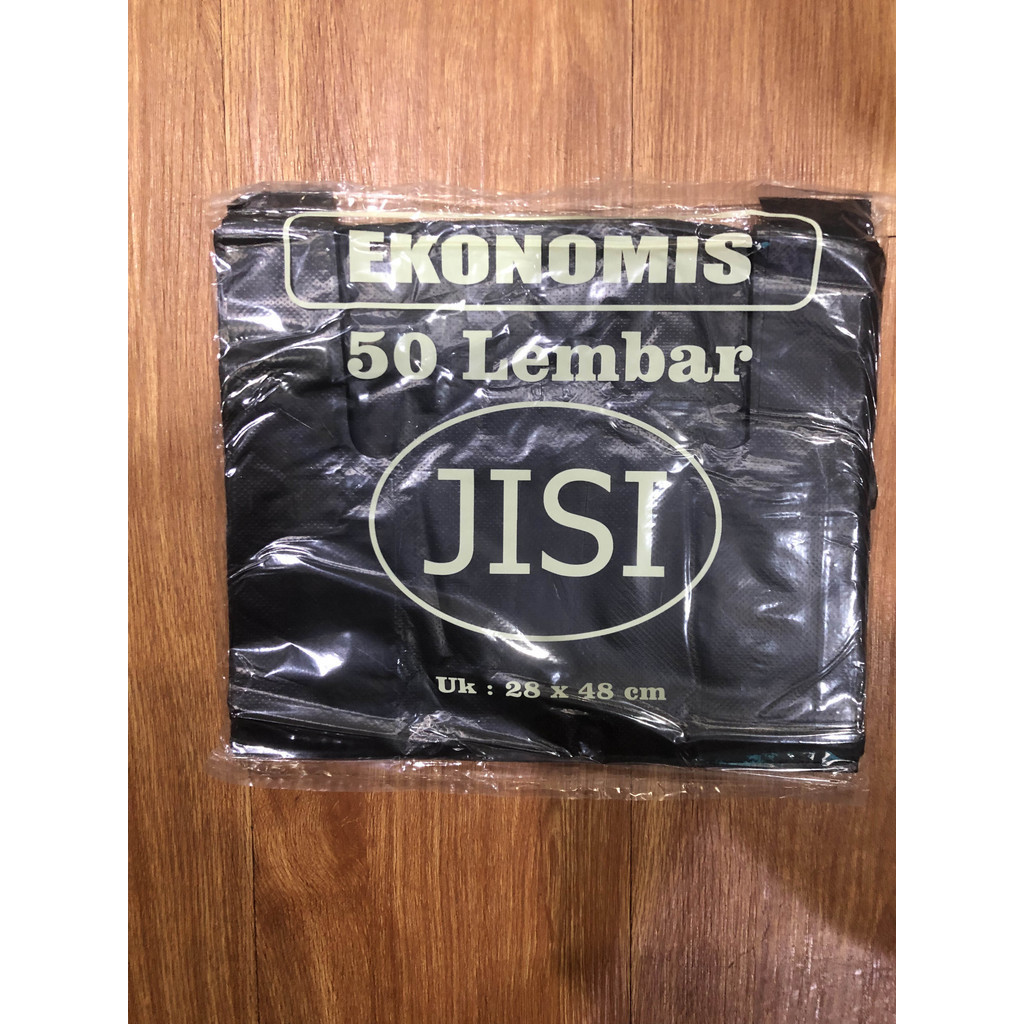 EKONOMIS
50 Lembar
JISI
Uk : 28 x 48 cm